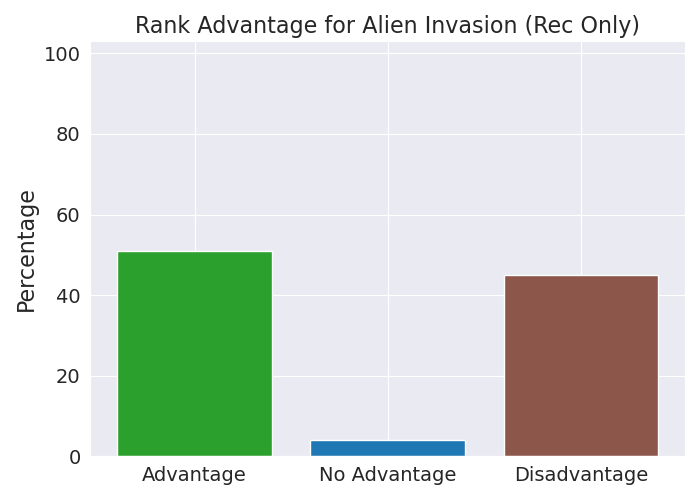 Rank Advantage for Alien Invasion (Rec Only)
Percentage
100
80
60
40
20
0
Advantage
No Advantage
Disadvantage